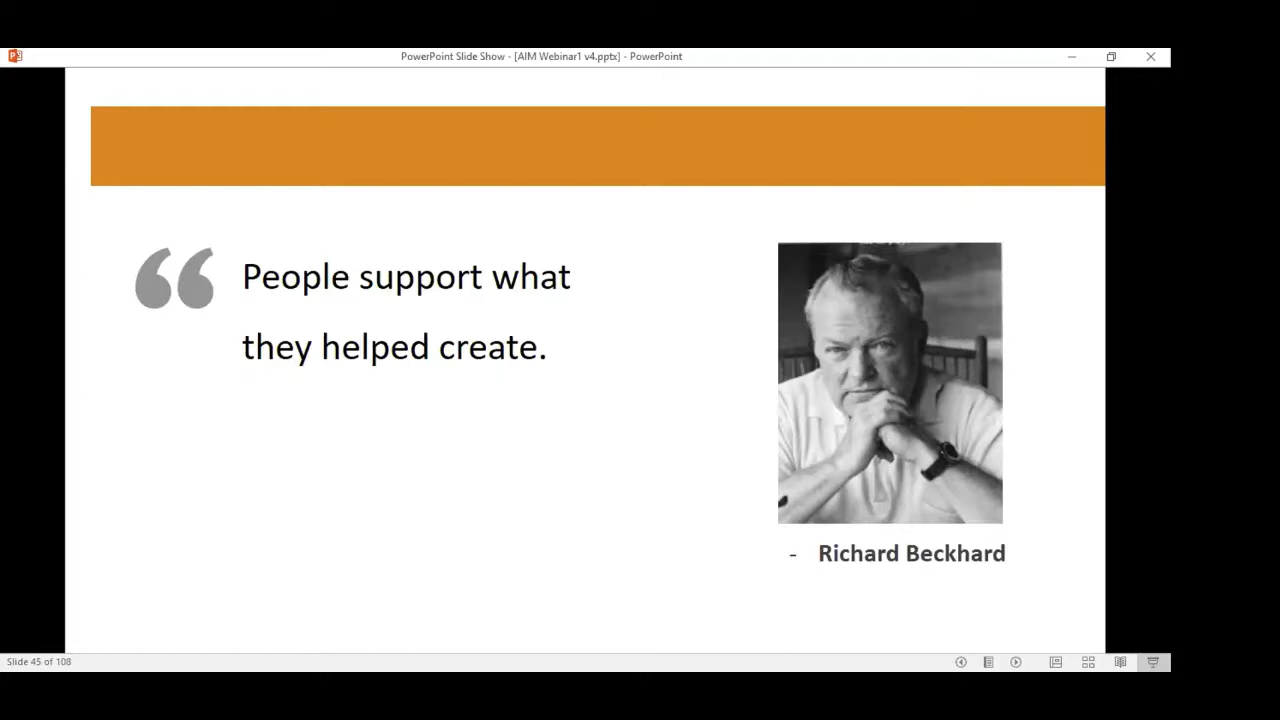 PowerPoint Slide Show - [AIM Webinar1 v4.pptx] - PowerPoint
“ People support what
they helped create.
- Richard Beckhard
Slide 45 of 108